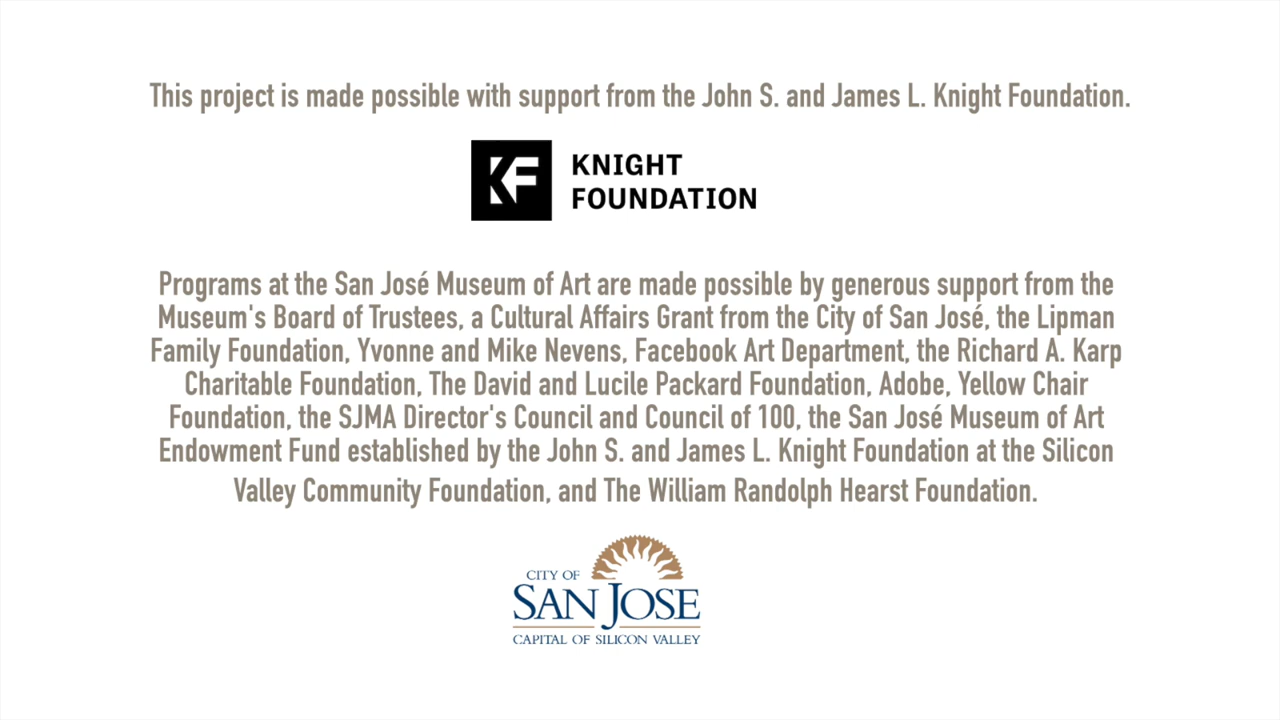 This project is made possible with support from the John S. and James L. Knight Foundation.
KF
KNIGHT
FOUNDATION
Programs at the San José Museum of Art are made possible by generous support from the
Museum's Board of Trustees, a Cultural Affairs Grant from the City of San José, the Lipman
Family Foundation, Yvonne and Mike Nevens, Facebook Art Department, the Richard A. Karp
Charitable Foundation, The David and Lucile Packard Foundation, Adobe, Yellow Chair
Foundation, the SJMA Director's Council and Council of 100, the San José Museum of Art
Endowment Fund established by the John S. and James L. Knight Foundation at the Silicon
Valley Community Foundation, and The William Randolph Hearst Foundation.
CITY OF
SAN JOSE
CAPITAL OF SILICON VALLEY